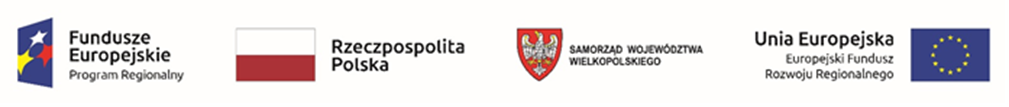 Fundusze
Europejskie
Program Regionalny
Rzeczpospolita
Polska
SAMORZĄD WOJEWÓDZTWA
WIELKOPOLSKIEGO
Unia Europejska
Europejski Fundusz
Rozwoju Regionalnego